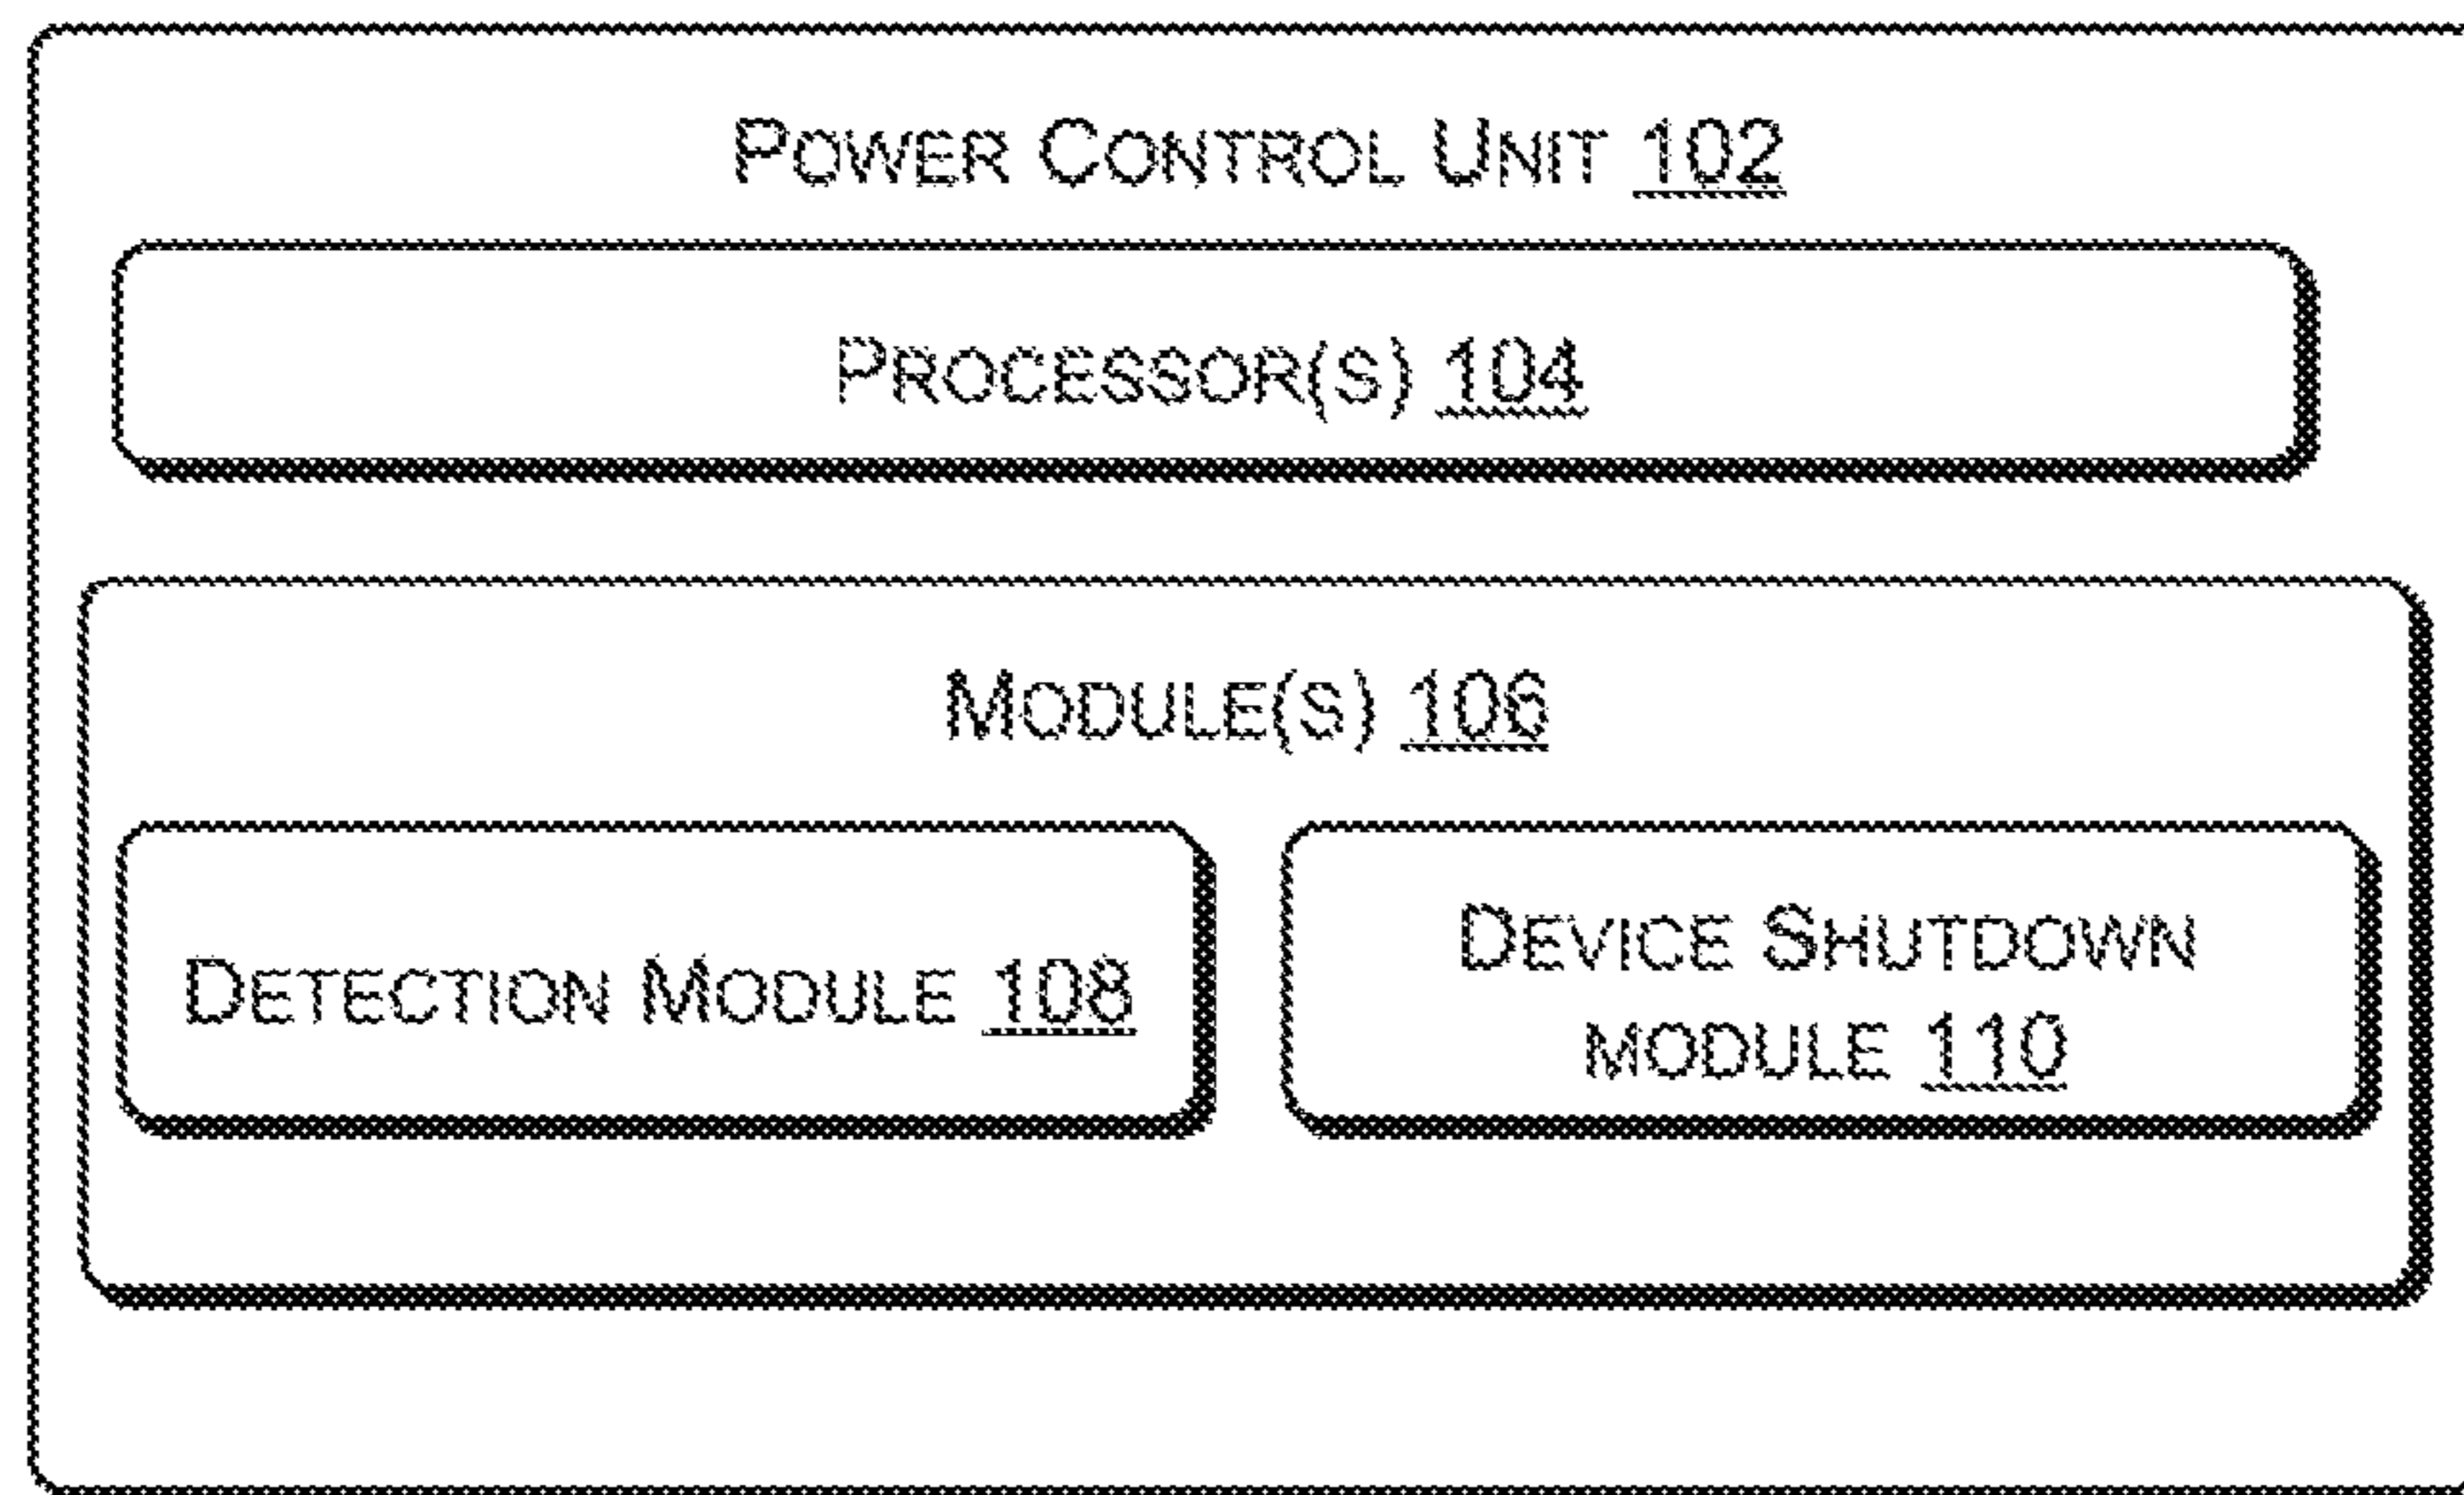 POWER CONTROL UNIT 102
PROCESSOR(S) 104
MODULE(S) 106
DETECTION MODULE 108
DEVICE SHUTDOWN
MODULE 110